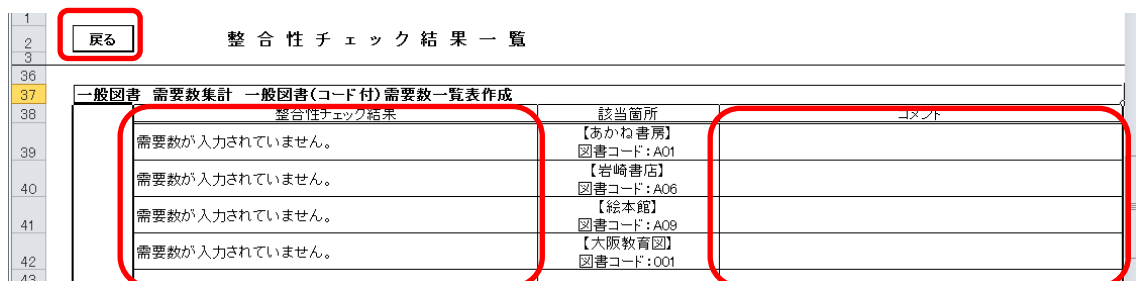 1
2
戻る
整合性チェック結果一覧
3
36
37
一般図書 需要数集計 一般図書(コード付)需要数一覧表作成
38
整合性チェック結果
該当箇所
コメント
39
需要数が入力されていません。
【あかね書房】
図書コード:A01
40
需要数が入力されていません。
【岩崎書店】
図書コード:A06
41
需要数が入力されていません。
【絵本館】
図書コード:A09
42
需要数が入力されていません。
【大阪教育図】
図書コード:001
43